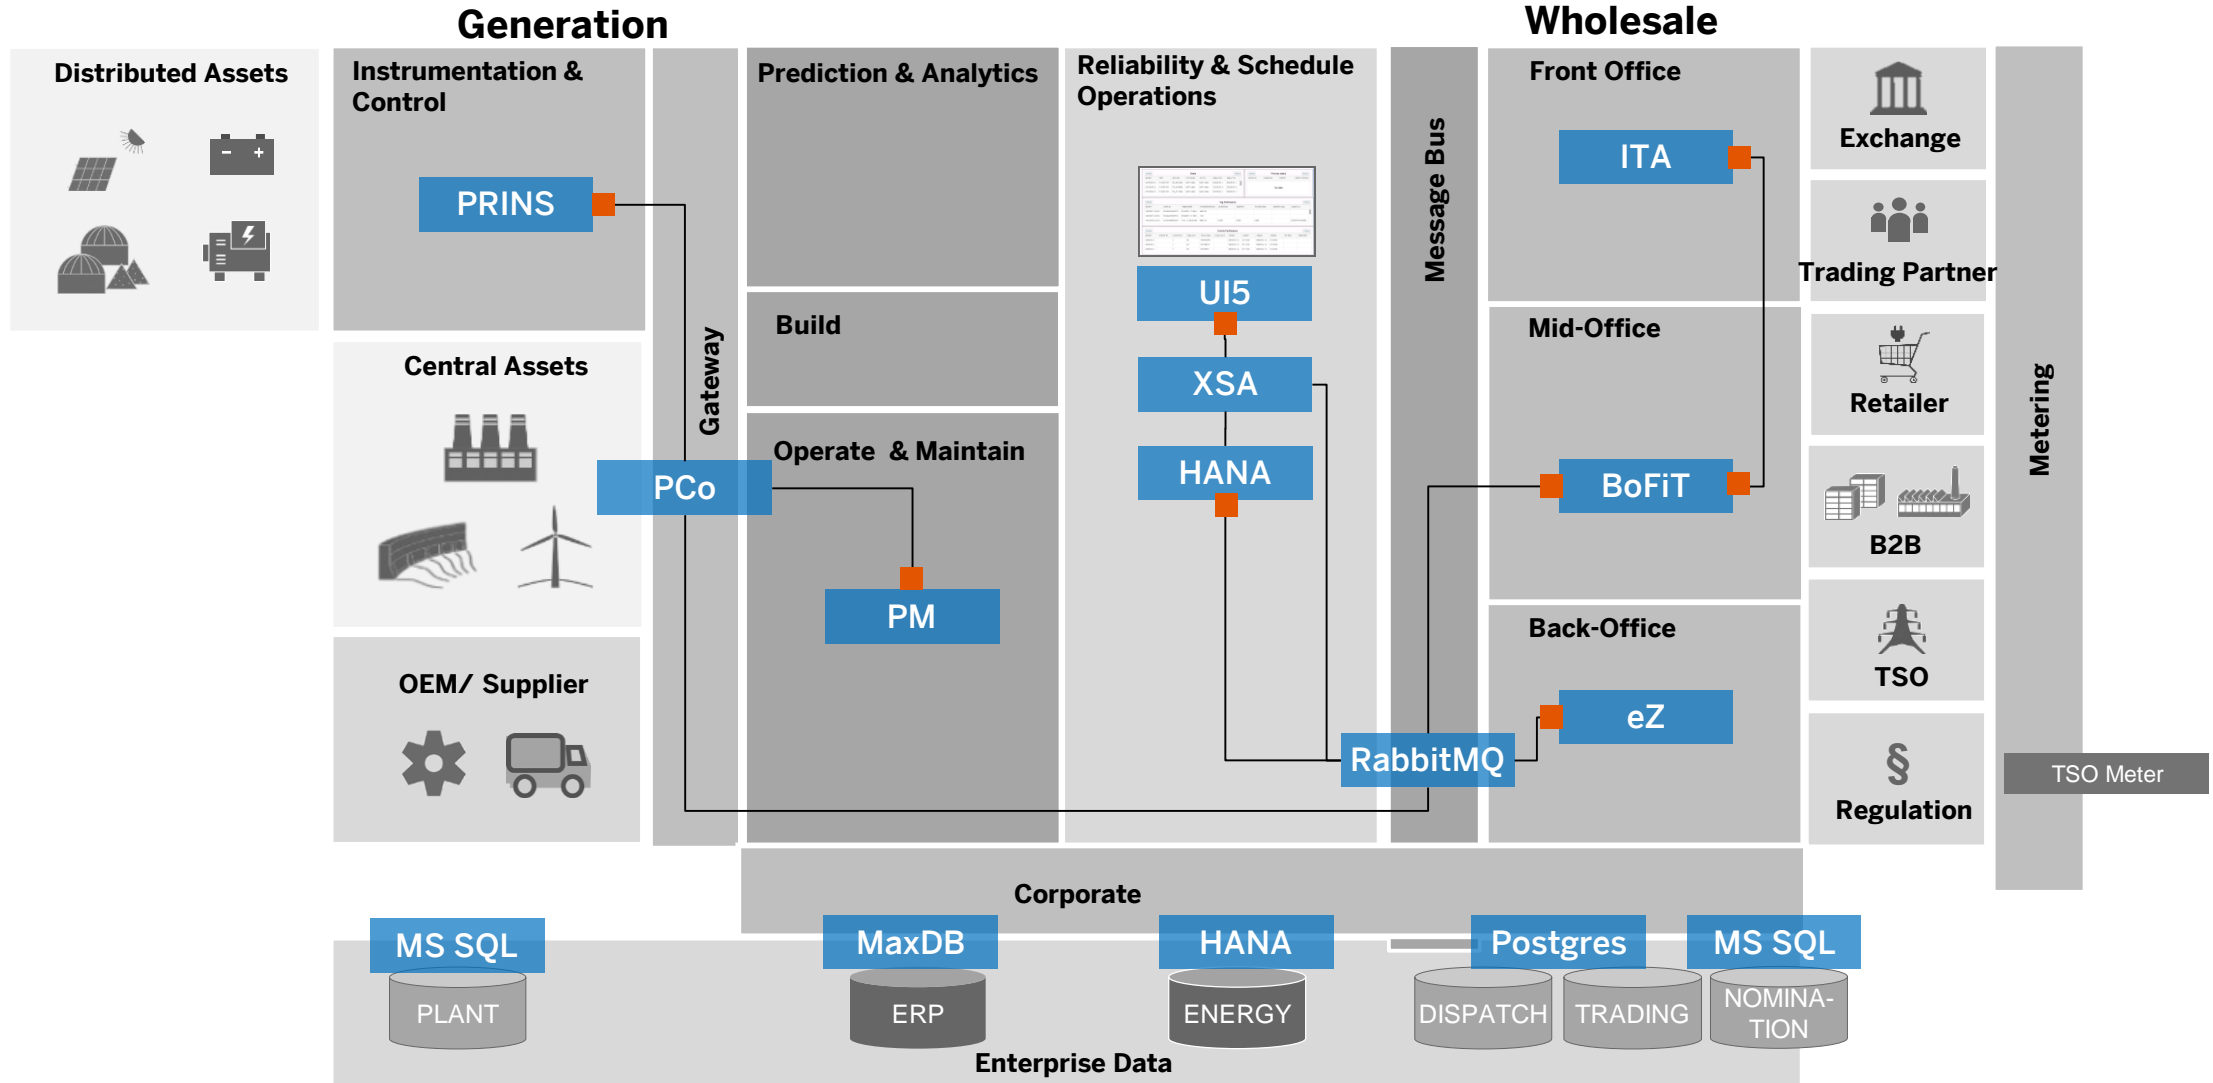 Generation
Wholesale
Distributed Assets
Instrumentation &
Control
PRINS
Central Assets
OEM/ Supplier
Gateway
PCo
Prediction & Analytics
Build
Operate & Maintain
PM
Reliability & Schedule
Operations
UI5
XSA
HANA
Message Bus
RabbitMQ
Front Office
ITA
Mid-Office
BoFiT
Back-Office
eZ
Exchange
Trading Partner
Retailer
B2B
TSO
§
Regulation
Metering
TSO Meter
Corporate
MS SQL
MaxDB
HANA
Postgres
MS SQL
PLANT
ERP
ENERGY
DISPATCH
TRADING
NOMINA-
TION
Enterprise Data